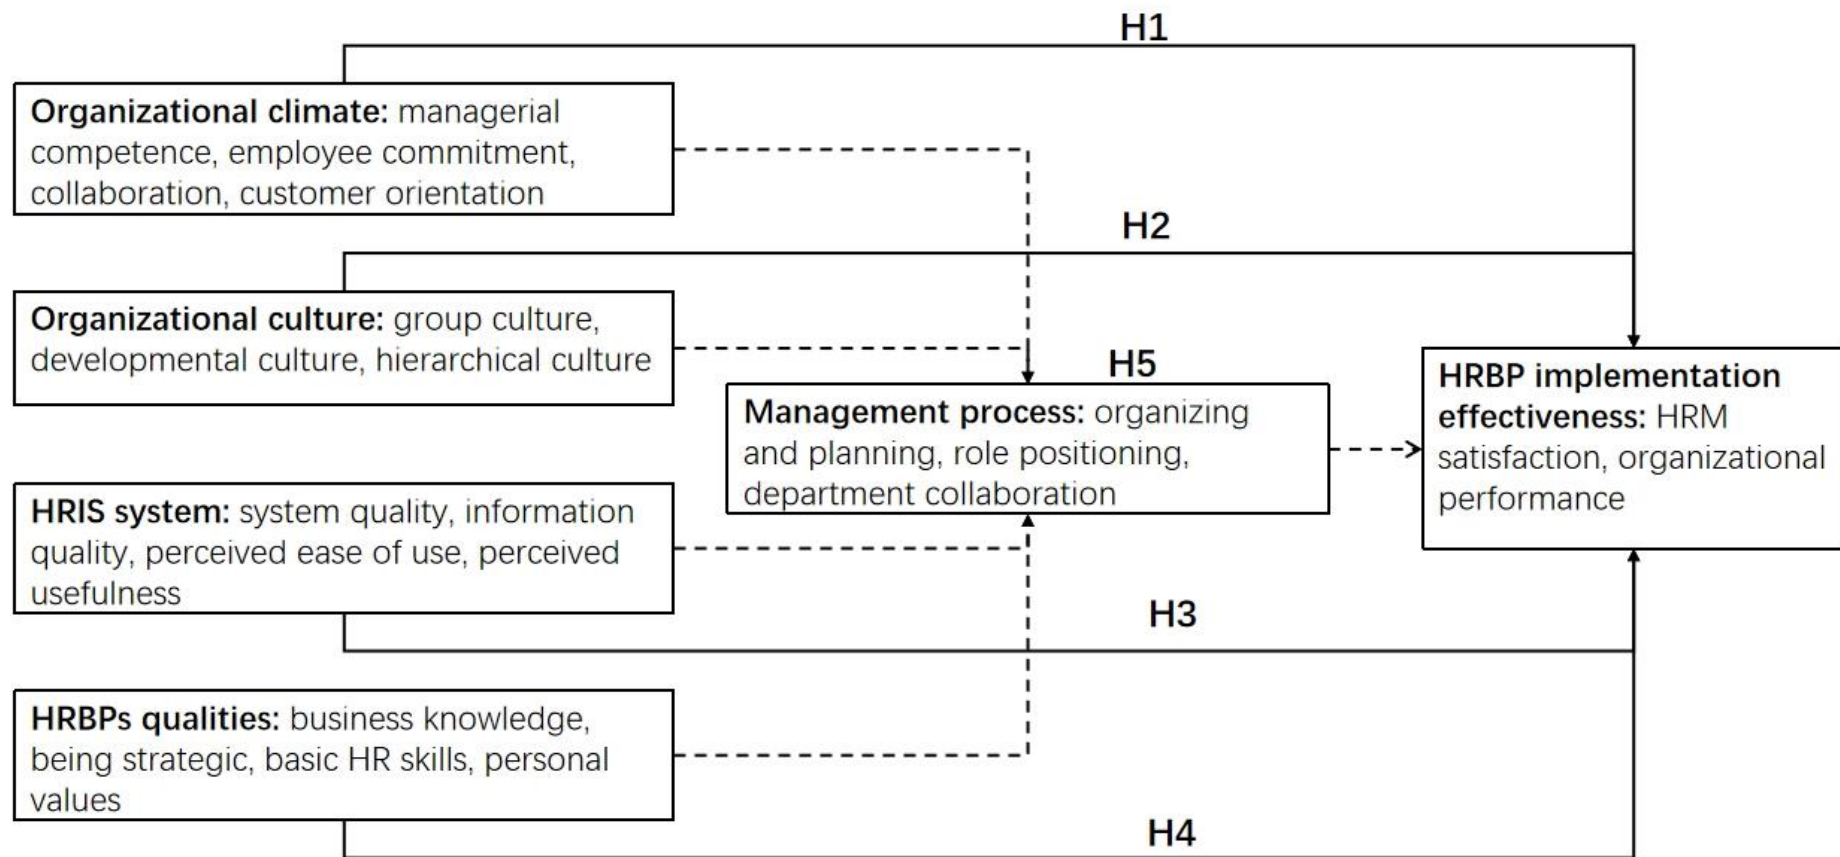 H1
Organizational climate: managerial
competence, employee commitment,
collaboration, customer orientation
H2
Organizational culture: group culture,
developmental culture, hierarchical culture
H5
Management process: organizing
and planning, role positioning,
department collaboration
HRBP implementation
effectiveness: HRM
satisfaction, organizational
performance
HRIS system: system quality, information
quality, perceived ease of use, perceived
usefulness
H3
HRBPs qualities: business knowledge,
being strategic, basic HR skills, personal
values
H4